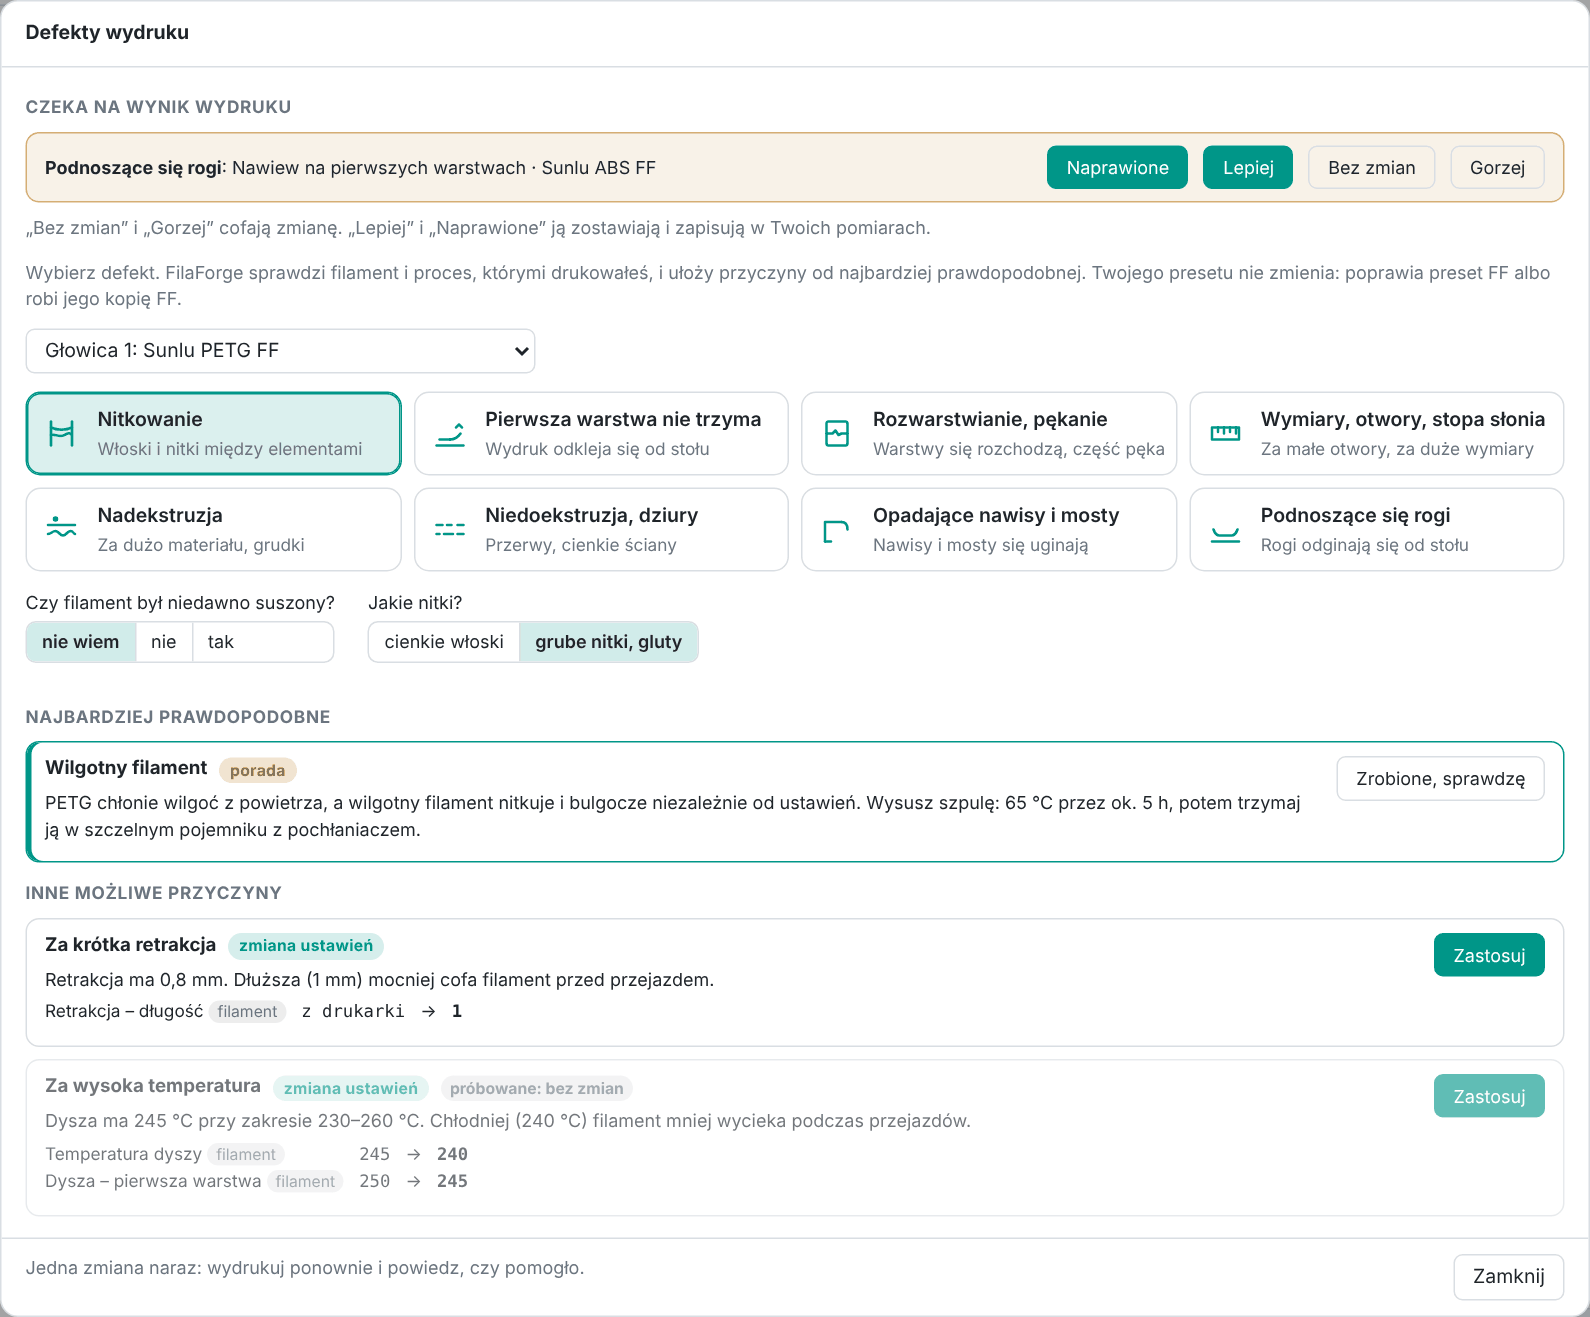 Defekty wydruku
CZEKA NA WYNIK WYDRUKU
Podnoszące się rogi: Nawiew na pierwszych warstwach · Sunlu ABS FF
Naprawione
Lepiej
Bez zmian
Gorzej
„Bez zmian” i „Gorzej” cofają zmianę. „Lepiej” i „Naprawione” ją zostawiają i zapisują w Twoich pomiarach.
Wybierz defekt. FilaForge sprawdzi filament i proces, którymi drukowałeś, i ułoży przyczyny od najbardziej prawdopodobnej. Twojego presetu nie zmienia: poprawia preset FF albo
robi jego kopię FF.
Głowica 1: Sunlu PETG FF
Nitkowanie
Włoski i nitki między elementami
Pierwsza warstwa nie trzyma
Wydruk odkleja się od stołu
Rozwarstwianie, pękanie
Warstwy się rozchodzą, część pęka
Wymiary, otwory, stopa słonia
Za małe otwory, za duże wymiary
Nadekstruzja
Za dużo materiału, grudki
Niedoekstruzja, dziury
Przerwy, cienkie ściany
Opadające nawisy i mosty
Nawisy i mosty się uginają
Podnoszące się rogi
Rogi odginają się od stołu
Czy filament był niedawno suszony?
nie wiem nie tak
Jakie nitki?
cienkie włoski grube nitki, gluty
NAJBARDZIEJ PRAWDOPODOBNE
Wilgotny filament porada
PETG chłonie wilgoć z powietrza, a wilgotny filament nitkuje i bulgocze niezależnie od ustawień. Wysusz szpulę: 65 °C przez ok. 5 h, potem trzymaj
ją w szczelnym pojemniku z pochłaniaczem.
Zrobione, sprawdzę
INNE MOŻLIWE PRZYCZYNY
Za krótka retrakcja zmiana ustawień
Retrakcja ma 0,8 mm. Dłuższa (1 mm) mocniej cofa filament przed przejazdem.
Retrakcja – długość filament z drukarki → 1
Zastosuj
Za wysoka temperatura zmiana ustawień próbowane: bez zmian
Dysza ma 245 °C przy zakresie 230–260 °C. Chłodniej (240 °C) filament mniej wycieka podczas przejazdów.
Temperatura dyszy filament 245 → 240
Dysza – pierwsza warstwa filament 250 → 245
Zastosuj
Jedna zmiana naraz: wydrukuj ponownie i powiedz, czy pomogło.
Zamknij